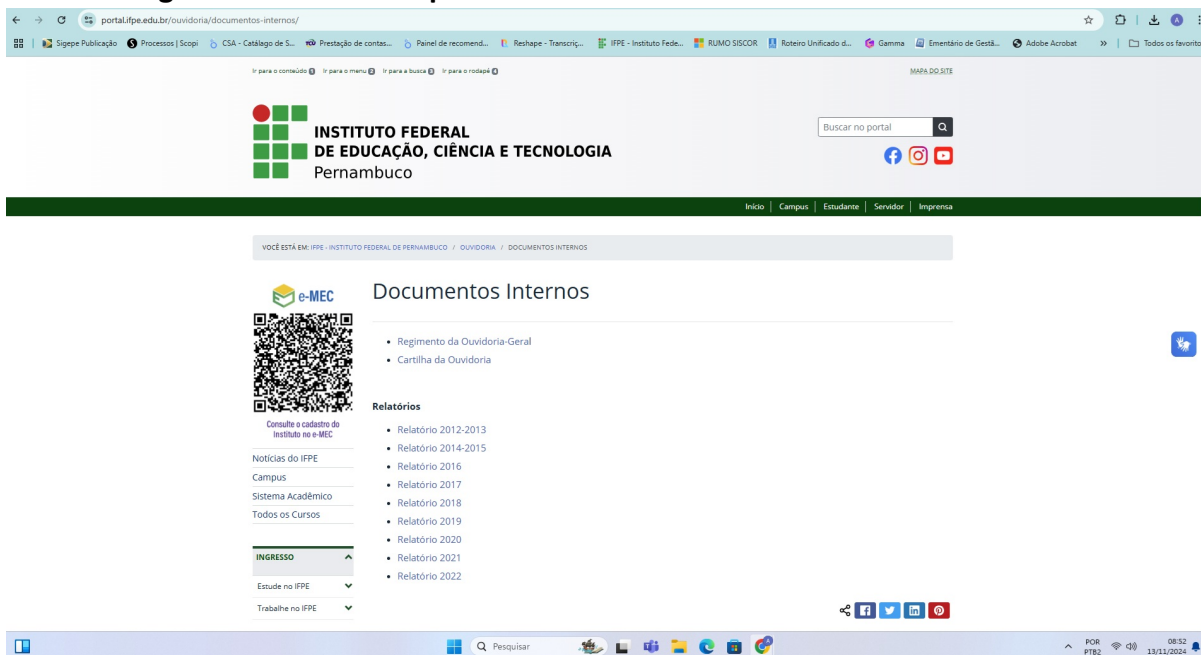 portal.ifpe.edu.br/ouvidoria/documentos-internos/
Sigepe Publicação Processos | Scopi CSA - Catálago de S... Prestação de contas... Painel de recomend... Reshape - Transcriç... IFPE - Instituto Fede... RUMO SISCOR Roteiro Unificado d... Gamma Ementário de Gestã... Adobe Acrobat » Todos os favorito
Ir para o conteúdo 1 Ir para o menu 2 Ir para a busca 3 Ir para o rodapé 4 MAPA DO SITE
INSTITUTO FEDERAL
DE EDUCAÇÃO, CIÊNCIA E TECNOLOGIA
Pernambuco
Buscar no portal
Início | Campus | Estudante | Servidor | Imprensa
VOCÊ ESTÁ EM: IFPE - INSTITUTO FEDERAL DE PERNAMBUCO / OUVIDORIA / DOCUMENTOS INTERNOS
e-MEC
Consulte o cadastro do
Instituto no e-MEC
Notícias do IFPE
Campus
Sistema Acadêmico
Todos os Cursos
INGRESSO
Estude no IFPE
Trabalhe no IFPE
Documentos Internos
Regimento da Ouvidoria-Geral
Cartilha da Ouvidoria
Relatórios
Relatório 2012-2013
Relatório 2014-2015
Relatório 2016
Relatório 2017
Relatório 2018
Relatório 2019
Relatório 2020
Relatório 2021
Relatório 2022
Pesquisar
POR
PTB2
08:52
13/11/2024